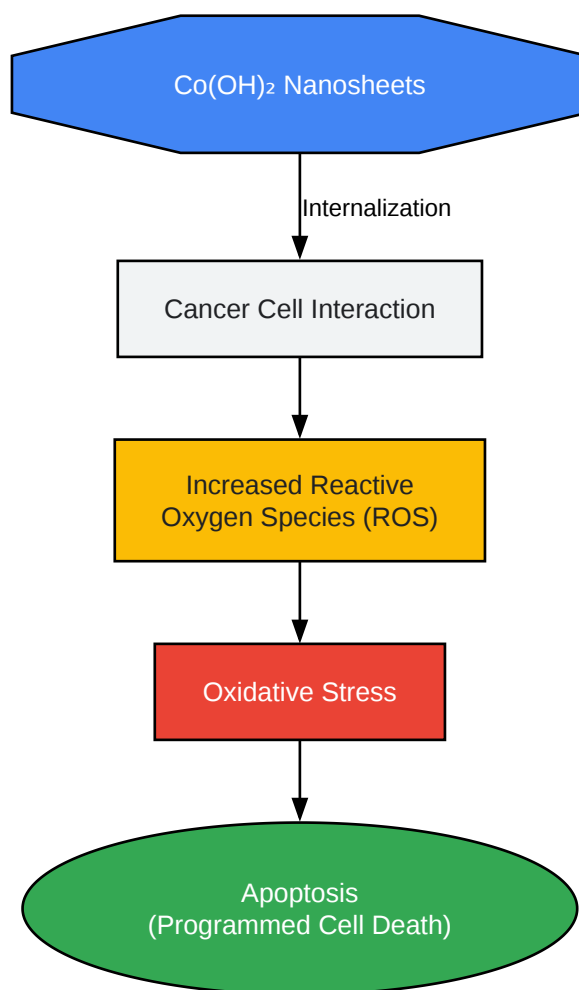 Co(OH)₂ Nanosheets
Internalization
Cancer Cell Interaction
Increased Reactive
Oxygen Species (ROS)
Oxidative Stress
Apoptosis
(Programmed Cell Death)